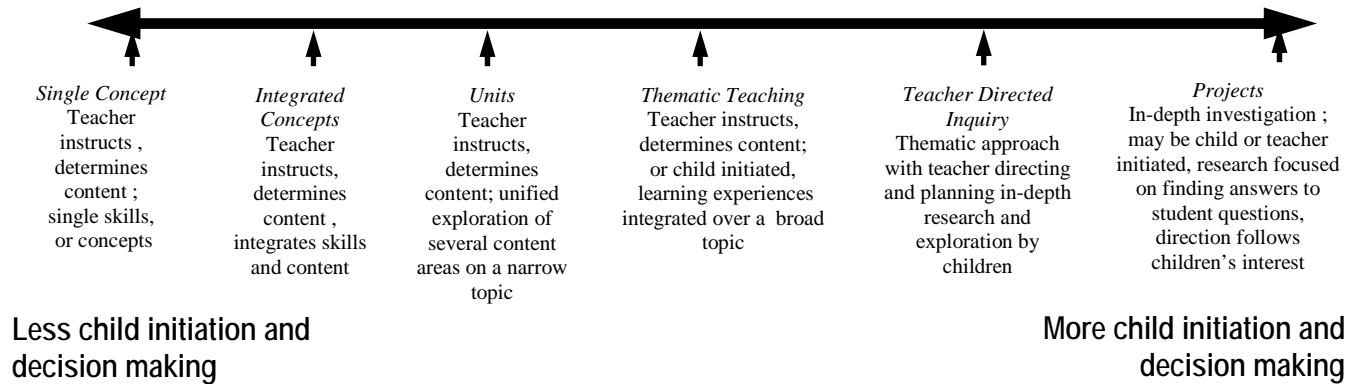 Single Concept
Teacher
instructs ,
determines
content ;
single skills,
or concepts
Integrated
Concepts
Teacher
instructs,
determines
content ,
integrates skills
and content
Units
Teacher
instructs,
determines
content; unified
exploration of
several content
areas on a narrow
topic
Thematic Teaching
Teacher instructs,
determines content;
or child initiated,
learning experiences
integrated over a broad
topic
Teacher Directed
Inquiry
Thematic approach
with teacher directing
and planning in-depth
research and
exploration by
children
Projects
In-depth investigation ;
may be child or teacher
initiated, research focused
on finding answers to
student questions,
direction follows
children's interest
Less child initiation and
decision making
More child initiation and
decision making